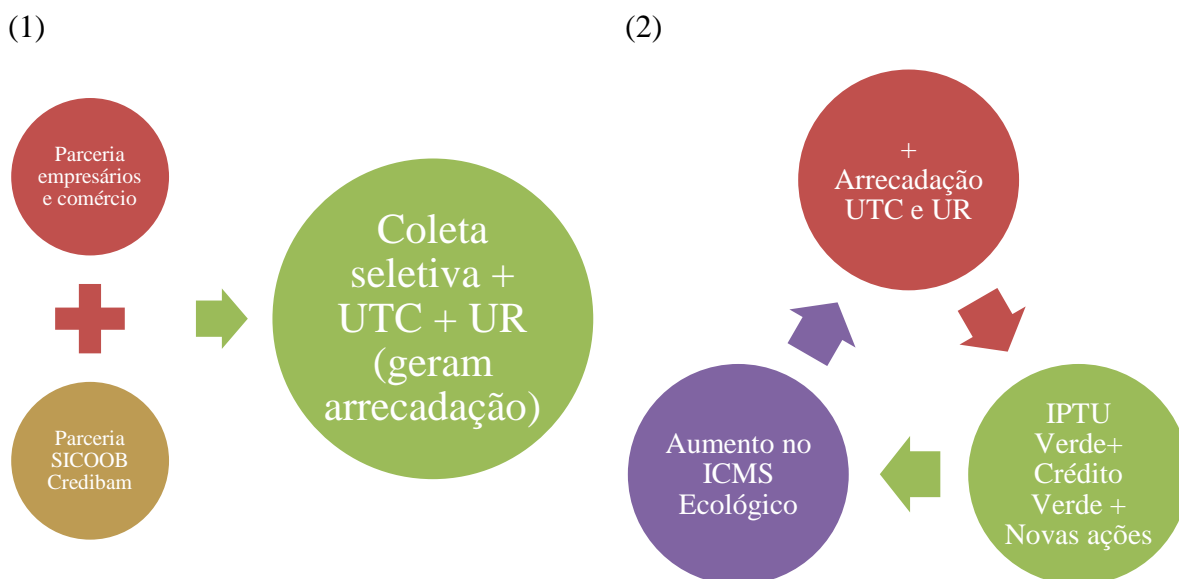 (1)
Parceria
empresários
e comércio
Parceria
SICOOB
Credibam
Coleta
seletiva +
UTC + UR
(geram
arrecadação)
(2)
+
Arrecadação
UTC e UR
IPTU
Verde+
Crédito
Verde +
Novas ações
Aumento no
ICMS
Ecológico